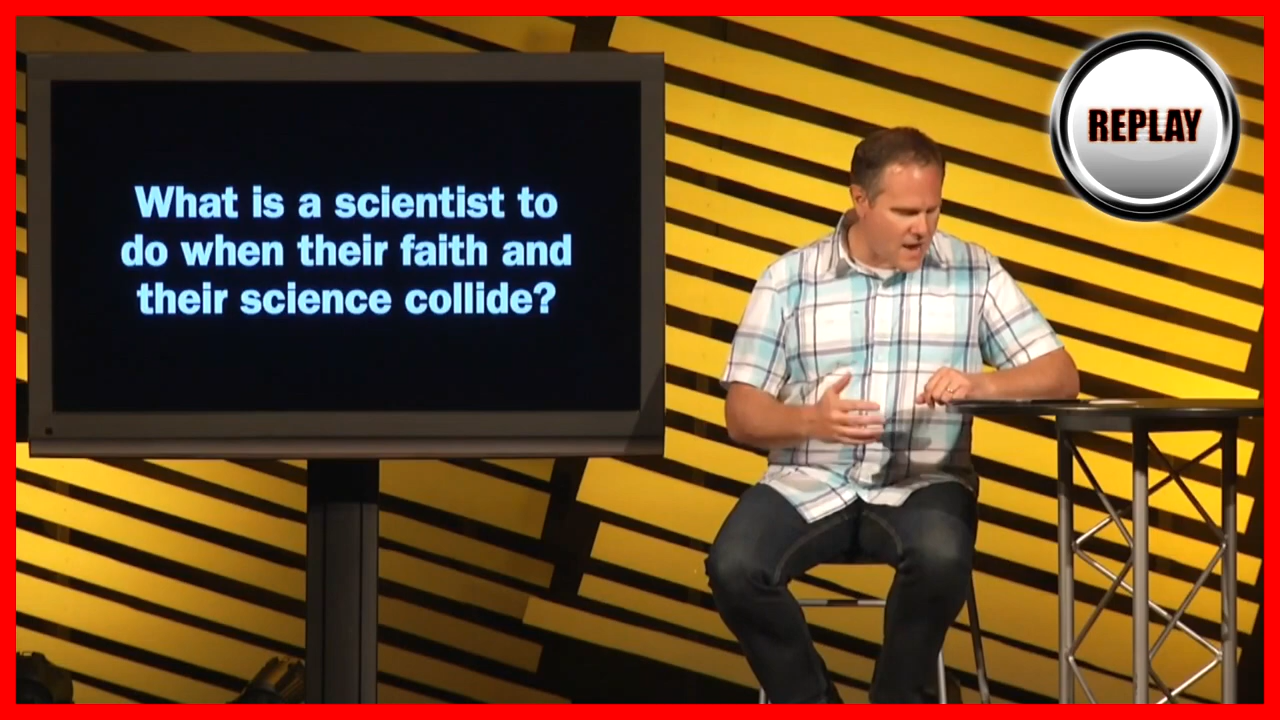 What is a scientist to
do when their faith and
their science collide?
REPLAY